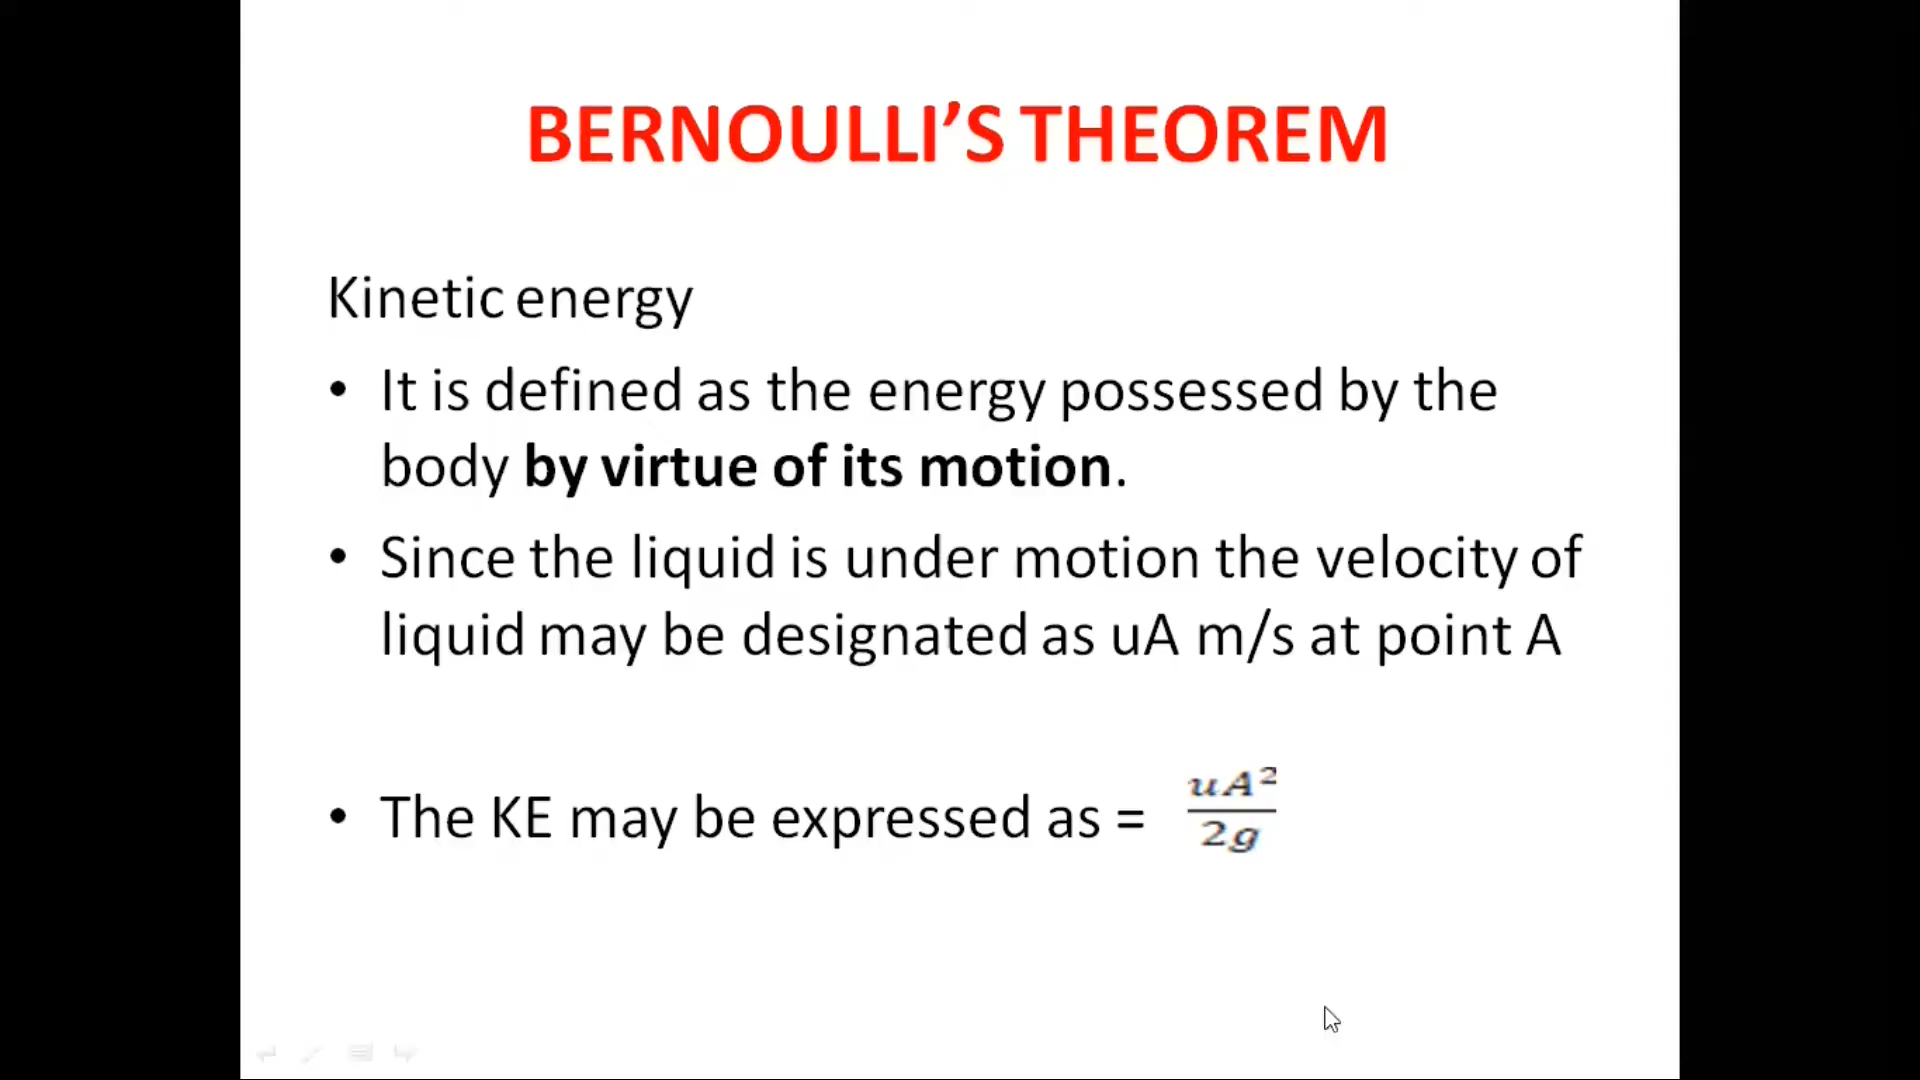 BERNOULLI’S THEOREM
Kinetic energy
• It is defined as the energy possessed by the
body by virtue of its motion.
• Since the liquid is under motion the velocity of
liquid may be designated as uA m/s at point A
• The KE may be expressed as = uA²/2g